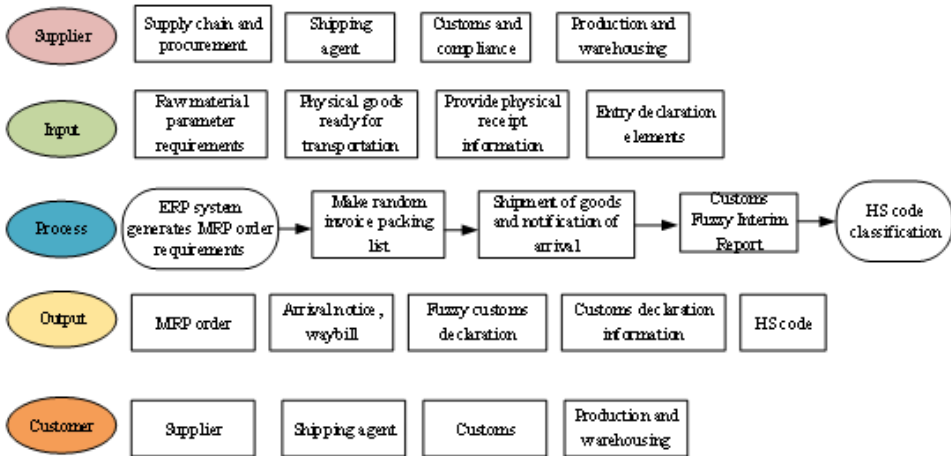 Supplier
Supply chain and
procurement
Shipping
agent
Customs and
compliance
Production and
warehousing
Input
Raw material
parameter
requirements
Physical goods
ready for
transportation
Provide physical
receipt
information
Entry declaration
elements
Process
ERP system
generates MRP order
requirements
Make random
invoice packing
list
Shipment of goods
and notification of
arrival
Customs
Fuzzy Interim
Report
HS code
classification
Output
MRP order
Arrival notice,
waybill
Fuzzy customs
declaration
Customs declaration
information
HS code
Customer
Supplier
Shipping agent
Customs
Production and
warehousing